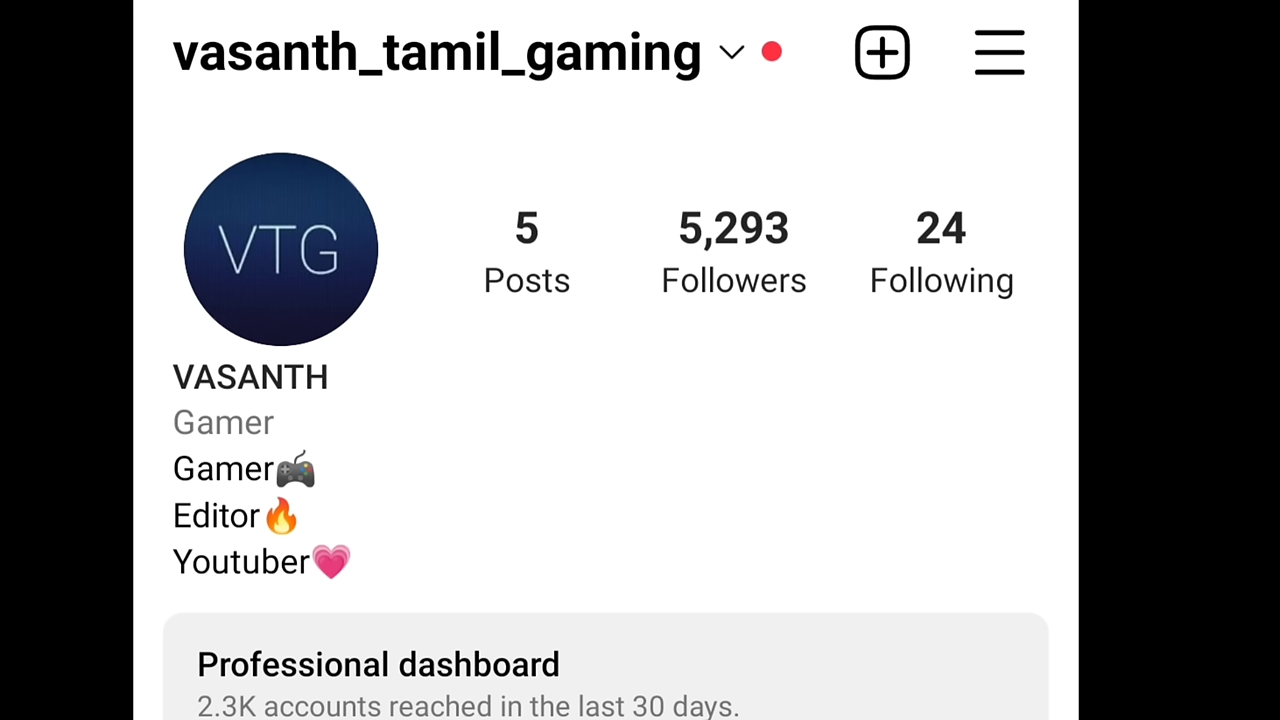 vasanth_tamil_gaming
VTG
5 5,293 24
Posts Followers Following
VASANTH
Gamer
Gamer🎮
Editor🔥
Youtuber💗
Professional dashboard
2.3K accounts reached in the last 30 days.